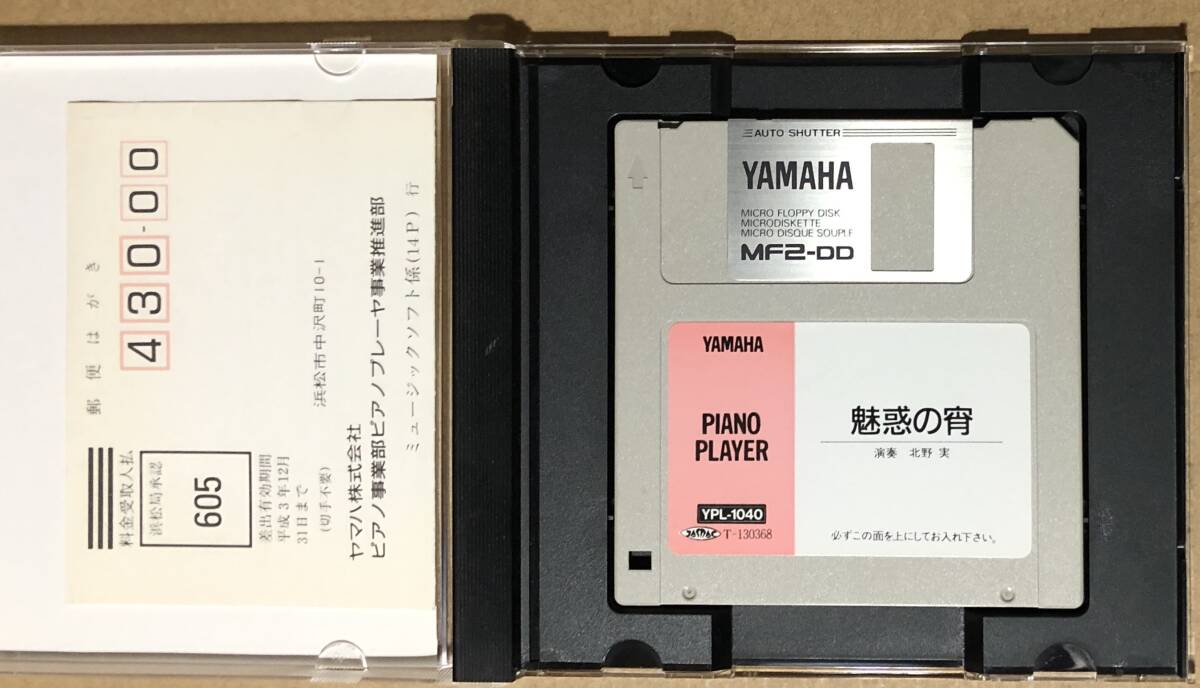 郵便はがき
430-00
浜松市中沢町10-1
ヤマハ株式会社
ピアノ事業部ピアノプレーヤ事業推進部
ミュージックソフト係(14P)行
料金受取人払
浜松局承認
605
差出有効期間
平成3年12月
31日まで
(切手不要)
AUTO SHUTTER
YAMAHA
MICRO FLOPPY DISK
MICRODISKETTE
MICRO DISQUE SOUPLE
MF2-DD
YAMAHA
PIANO
PLAYER
YPL-1040
JASRAC T-130368
魅惑の宵
演奏 北野 実
必ずこの面を上にしてお入れ下さい。